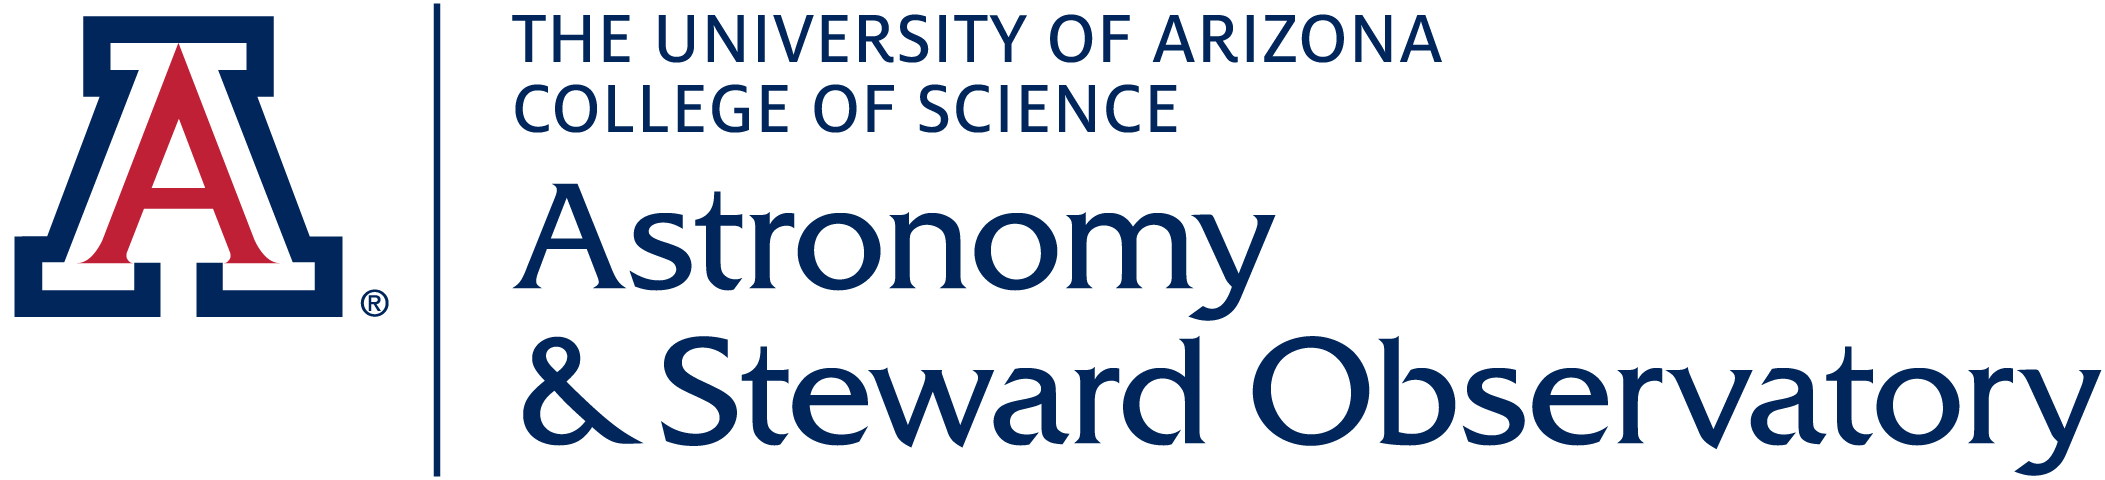 A®
THE UNIVERSITY OF ARIZONA
COLLEGE OF SCIENCE
Astronomy
& Steward Observatory